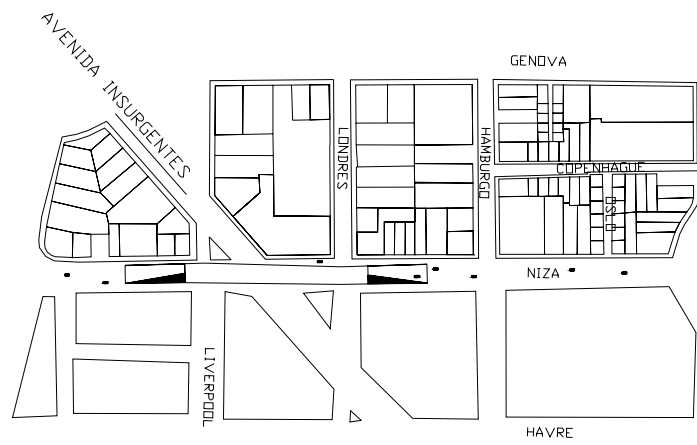 AVENIDA INSURGENTES
GENOVA
LONDRES
HAMBURGO
COPENHAGUE
OSLO
NIZA
LIVERPOOL
HAVRE